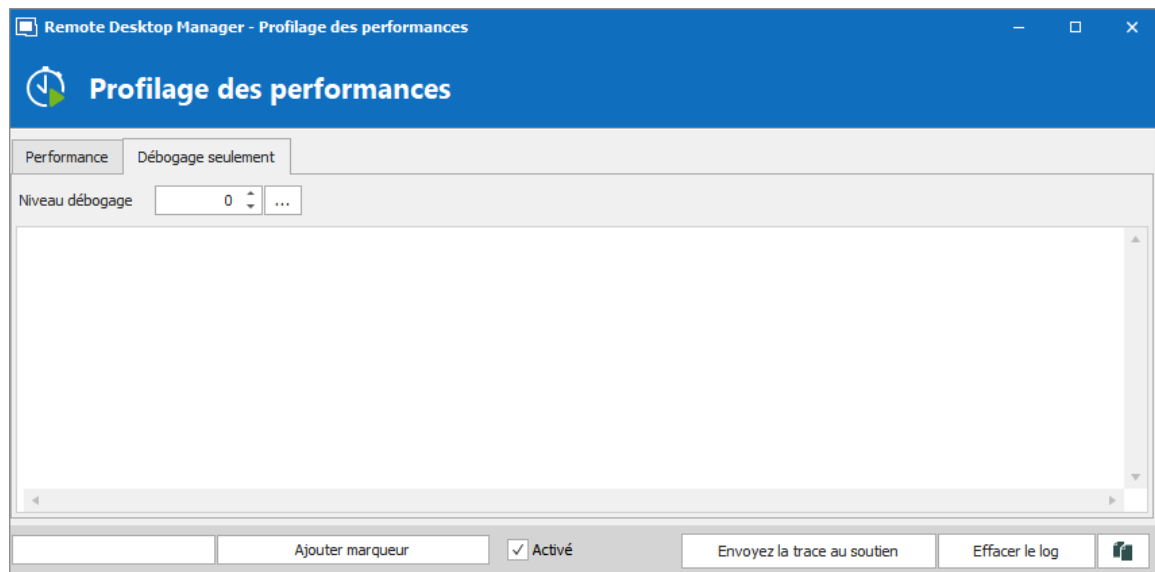 Remote Desktop Manager - Profilage des performances
Profilage des performances
Performance Débogage seulement
Niveau débogage 0 ...
Ajouter marqueur Activé Envoyez la trace au soutien Effacer le log